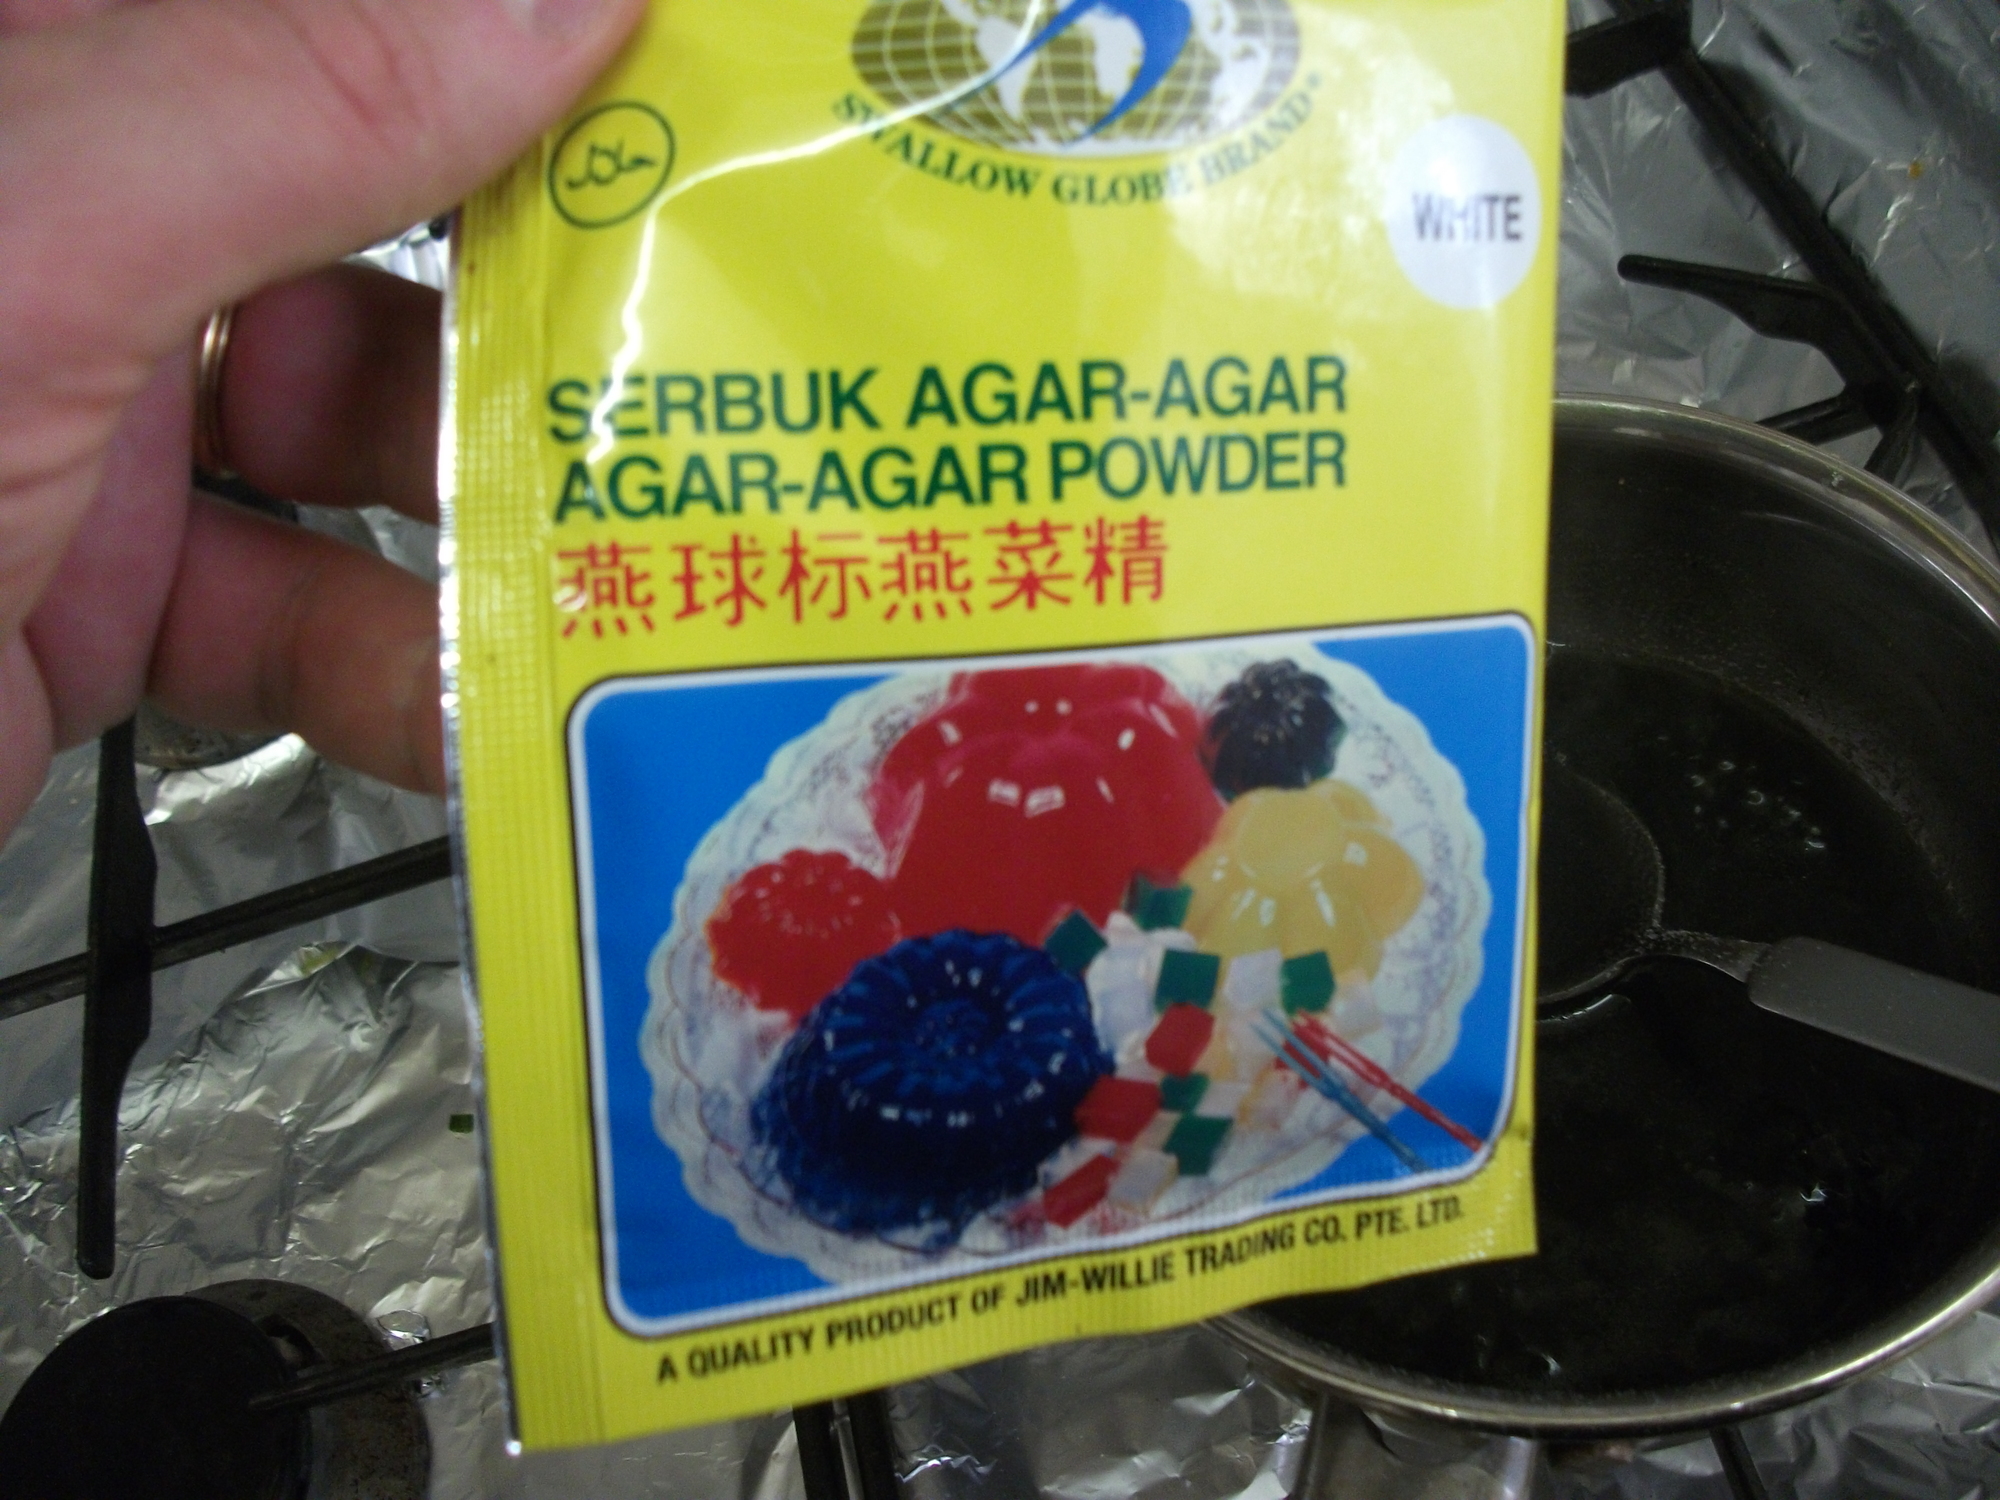 SWALLOW GLOBE BRAND
حلال
WHITE
SERBUK AGAR-AGAR
AGAR-AGAR POWDER
燕球标燕菜精
A QUALITY PRODUCT OF JIM-WILLIE TRADING CO. PTE. LTD.